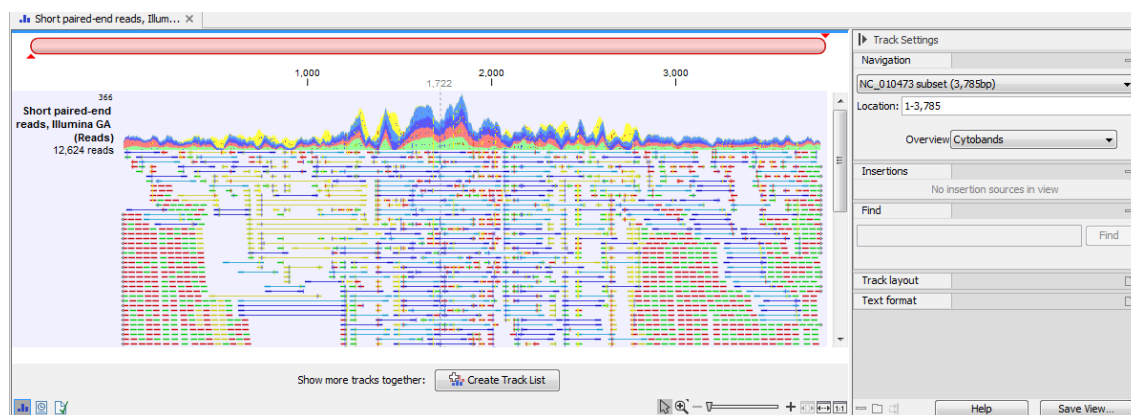 Short paired-end reads, Illum...
1,000
2,000
3,000
1,722
366
Short paired-end
reads, Illumina GA
(Reads)
12,624 reads
Show more tracks together:
Create Track List
1:1
Track Settings
Navigation
NC_010473 subset (3,785bp)
Location: 1-3,785
Overview Cytobands
Insertions
No insertion sources in view
Find
Find
Track layout
Text format
Help
Save View...